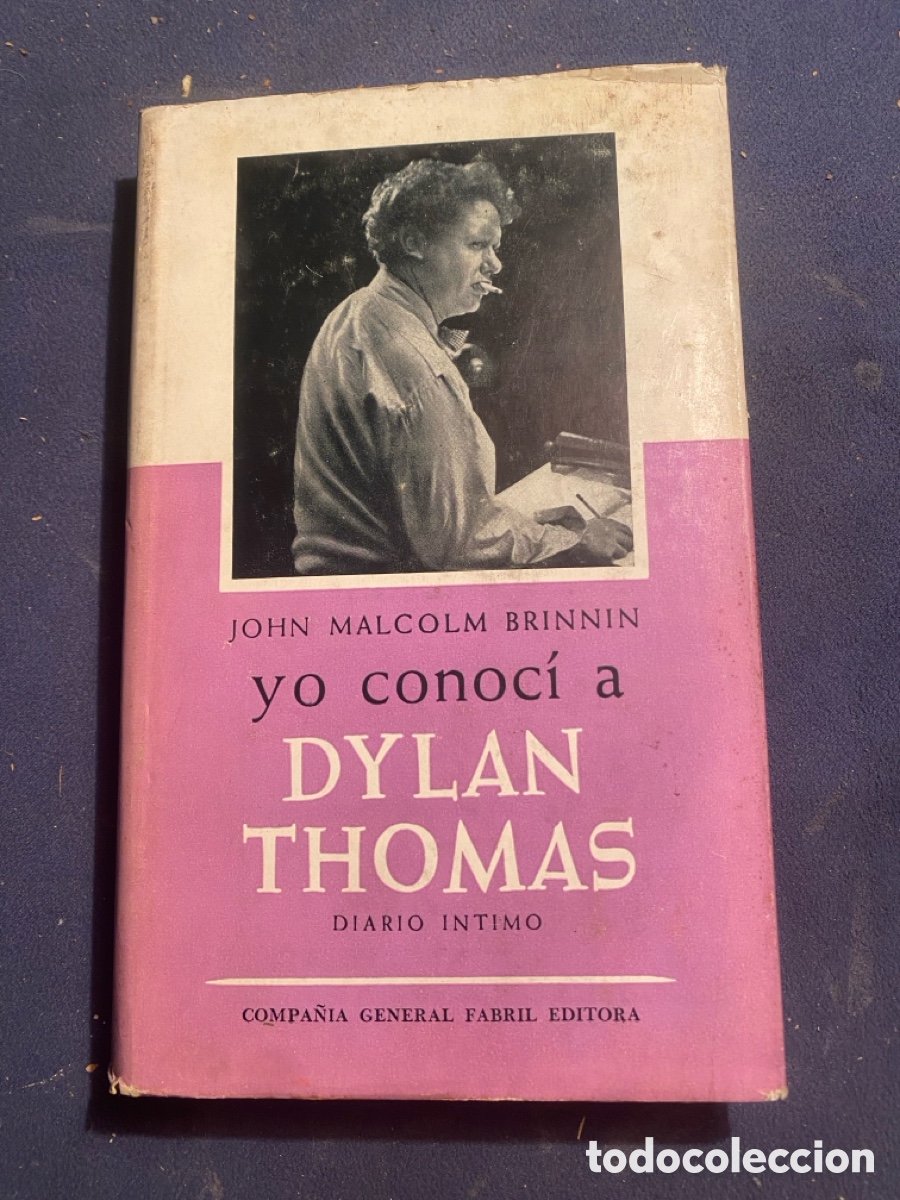 JOHN MALCOLM BRINNIN
yo conocí a
DYLAN
THOMAS
DIARIO INTIMO
COMPAÑIA GENERAL FABRIL EDITORA
todocoleccion